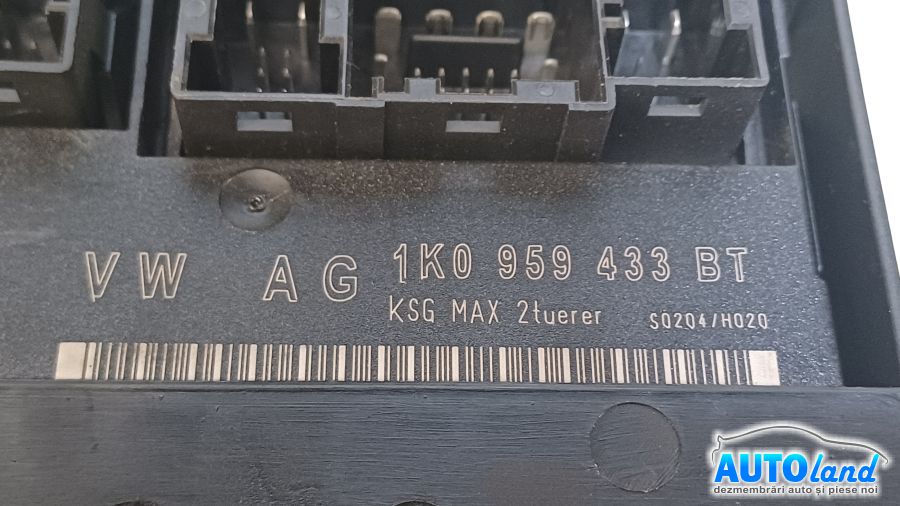 VW AG 1K0 959 433 BT
KSG MAX 2tuerer S0204/H020
AUTOland
dezmembrări auto și piese noi